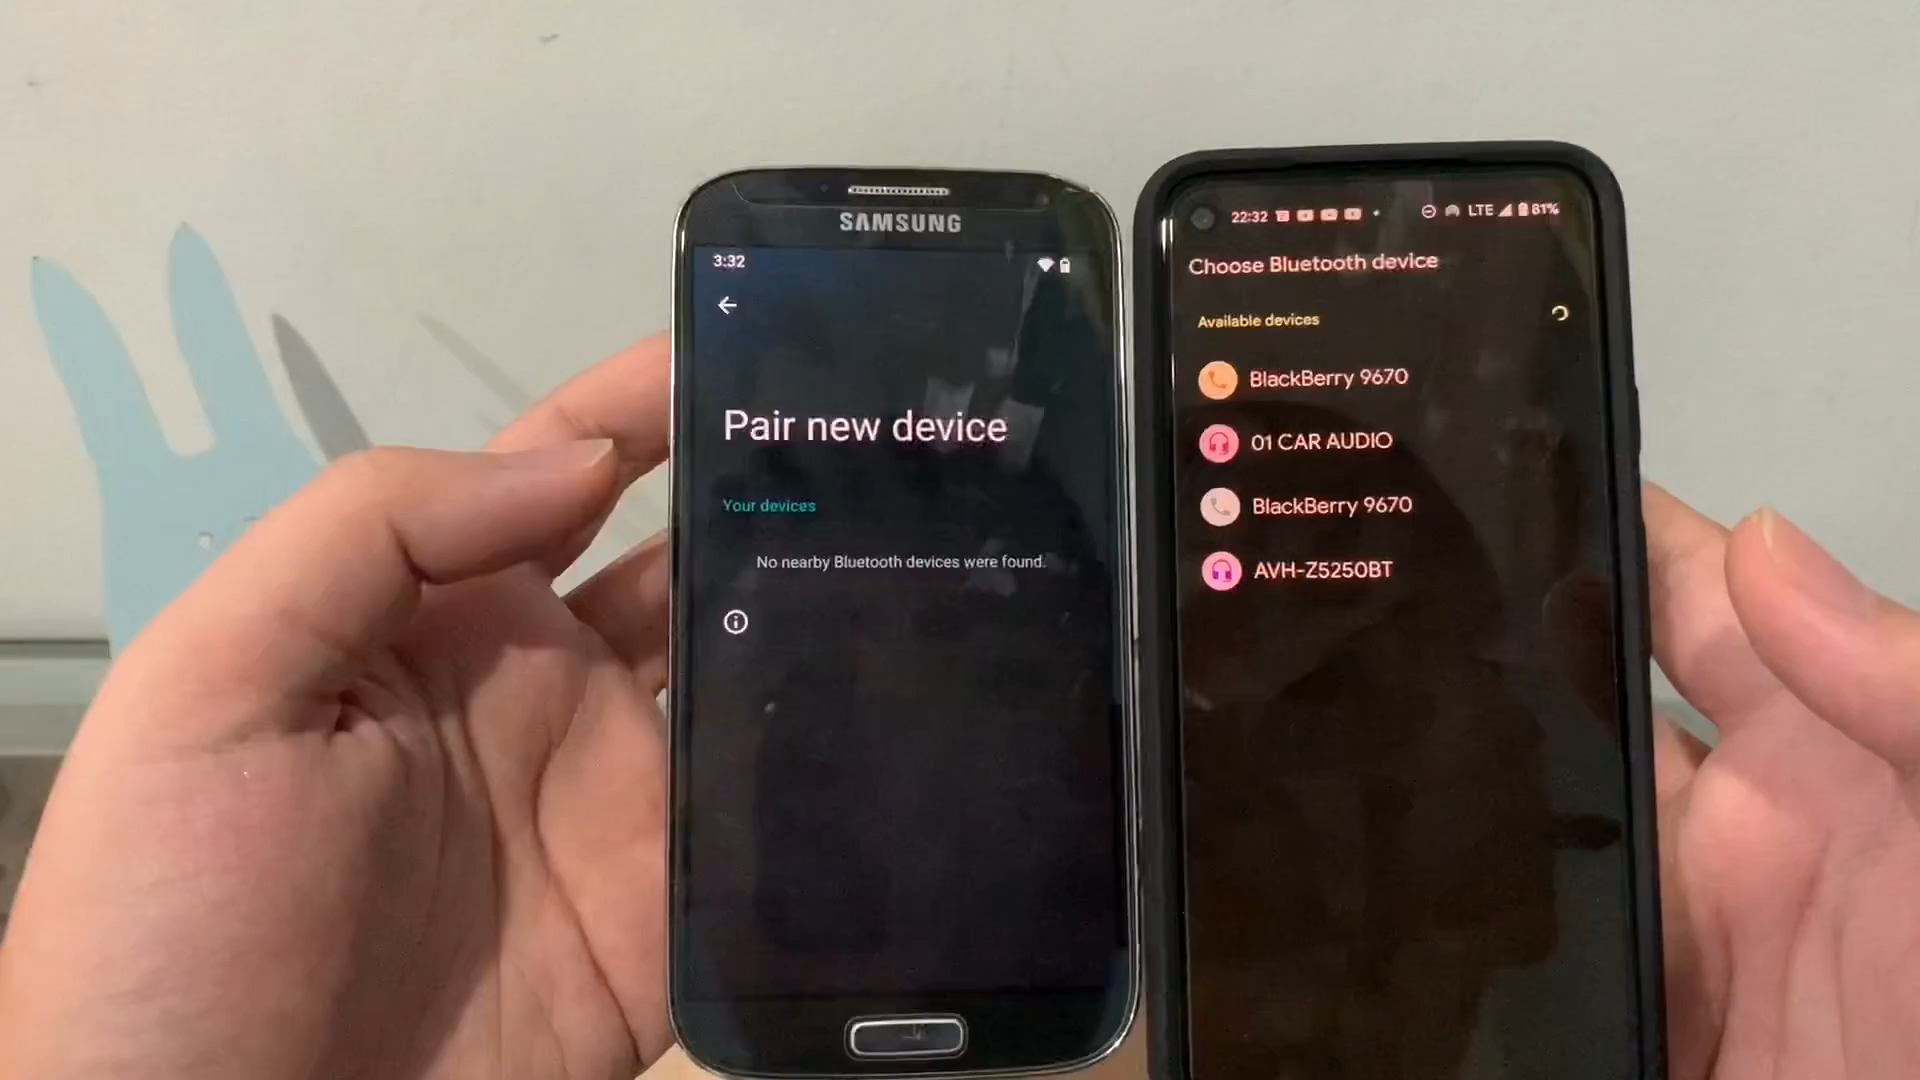 SAMSUNG
3:32
Pair new device
Your devices
No nearby Bluetooth devices were found.
22:32
LTE
81%
Choose Bluetooth device
Available devices
BlackBerry 9670
01 CAR AUDIO
BlackBerry 9670
AVH-Z5250BT